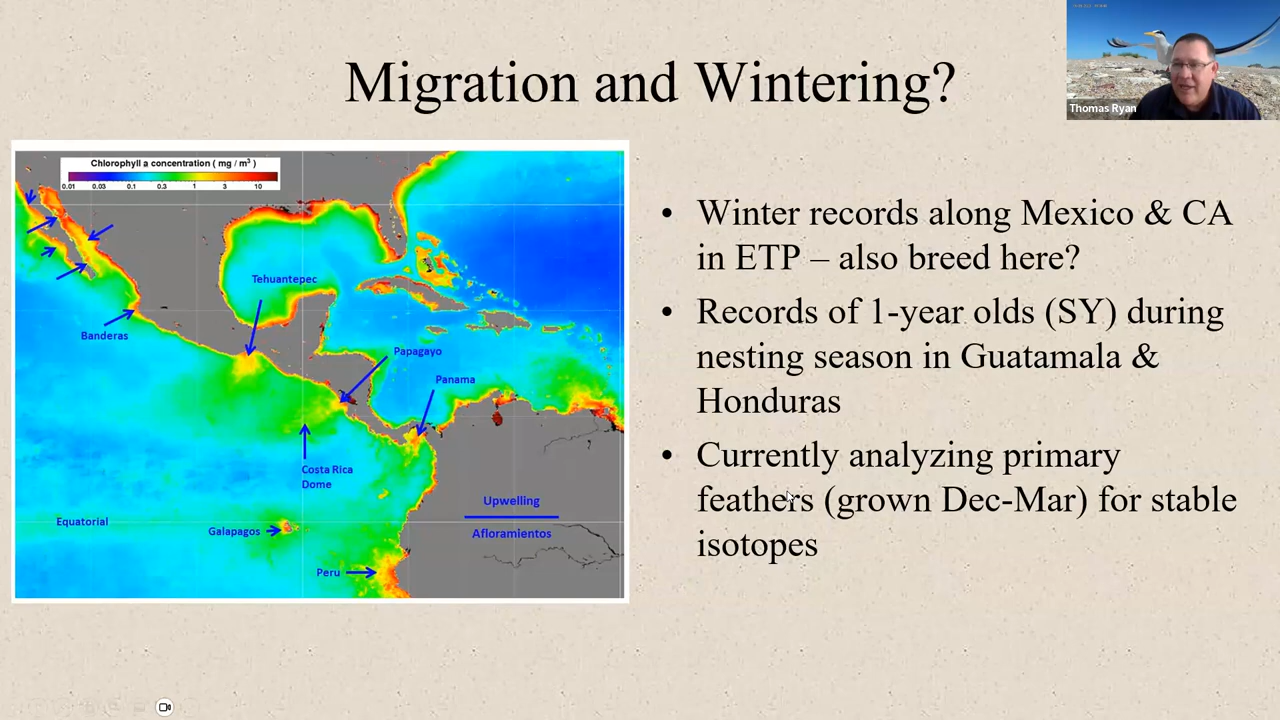 Migration and Wintering?
Thomas Ryan
Chlorophyll a concentration ( mg / m³ )
0.01 0.03 0.1 0.3 1 3 10
Tehuantepec
Banderas
Papagayo
Panama
Costa Rica
Dome
Upwelling
Equatorial
Galapagos
Afloramientos
Peru
• Winter records along Mexico & CA
in ETP – also breed here?
• Records of 1-year olds (SY) during
nesting season in Guatamala &
Honduras
• Currently analyzing primary
feathers (grown Dec-Mar) for stable
isotopes